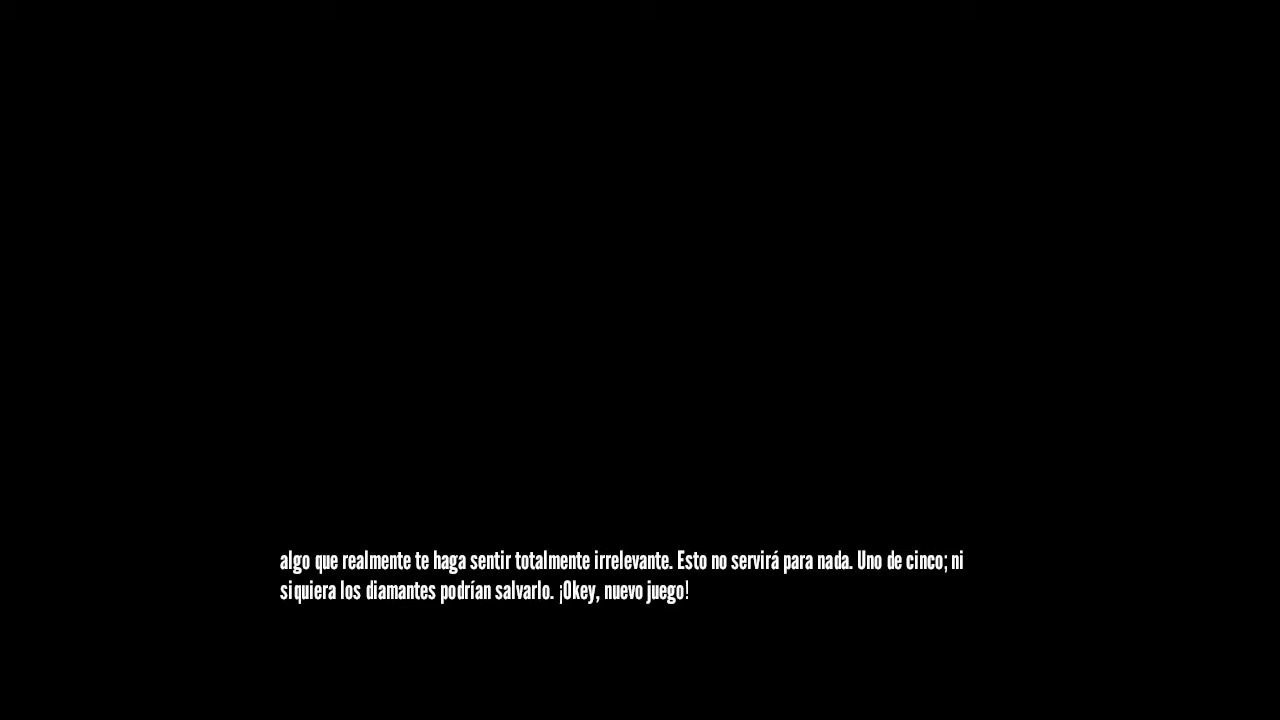 algo que realmente te haga sentir totalmente irrelevante. Esto no servirá para nada. Uno de cinco; ni
siquiera los diamantes podrían salvarlo. ¡Okey, nuevo juego!